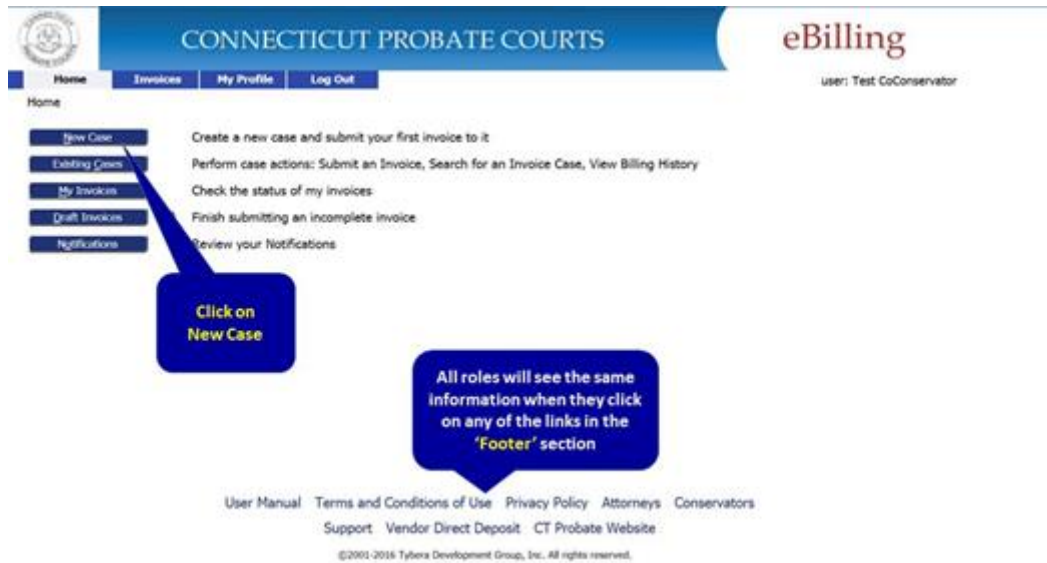 CONNECTICUT PROBATE COURTS
eBilling
Home Invoices My Profile Log Out
user: Test CoConservator
Home
New Case Create a new case and submit your first invoice to it
Existing Cases Perform case actions: Submit an Invoice, Search for an Invoice Case, View Billing History
My Invoices Check the status of my invoices
Draft Invoices Finish submitting an incomplete invoice
Notifications Review your Notifications
Click on
New Case
All roles will see the same
information when they click
on any of the links in the
‘Footer’ section
User Manual Terms and Conditions of Use Privacy Policy Attorneys Conservators
Support Vendor Direct Deposit CT Probate Website
©2001-2016 Tybera Development Group, Inc. All rights reserved.